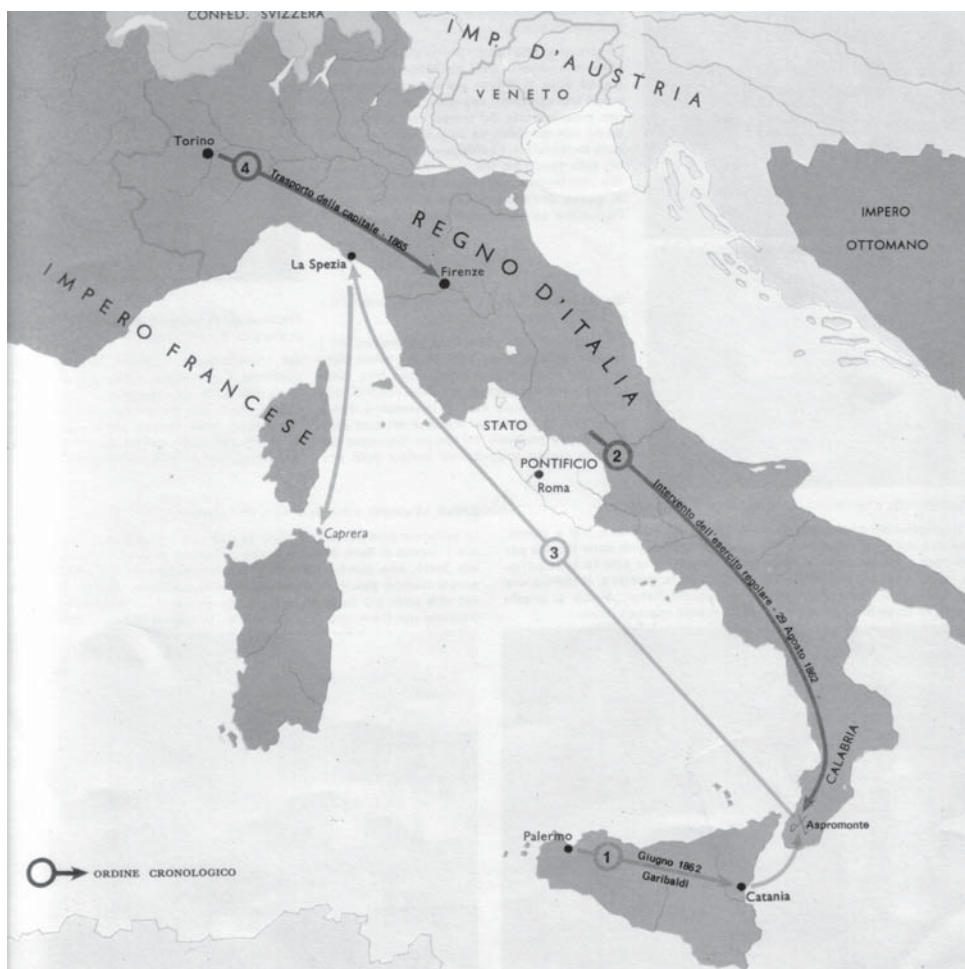 CONFED. SVIZZERA
IMP. D'AUSTRIA
VENETO
Torino
4
Trasporto della capitale - 1865
REGNO D'ITALIA
IMPERO
OTTOMANO
La Spezia
Firenze
IMPERO FRANCESE
STATO
PONTIFICIO
Roma
2
Intervento dell'esercito regolare - 29 Agosto 1862
Caprera
3
CALABRIA
Aspromonte
Palermo
1
Giugno 1862
Garibaldi
Catania
ORDINE CRONOLOGICO